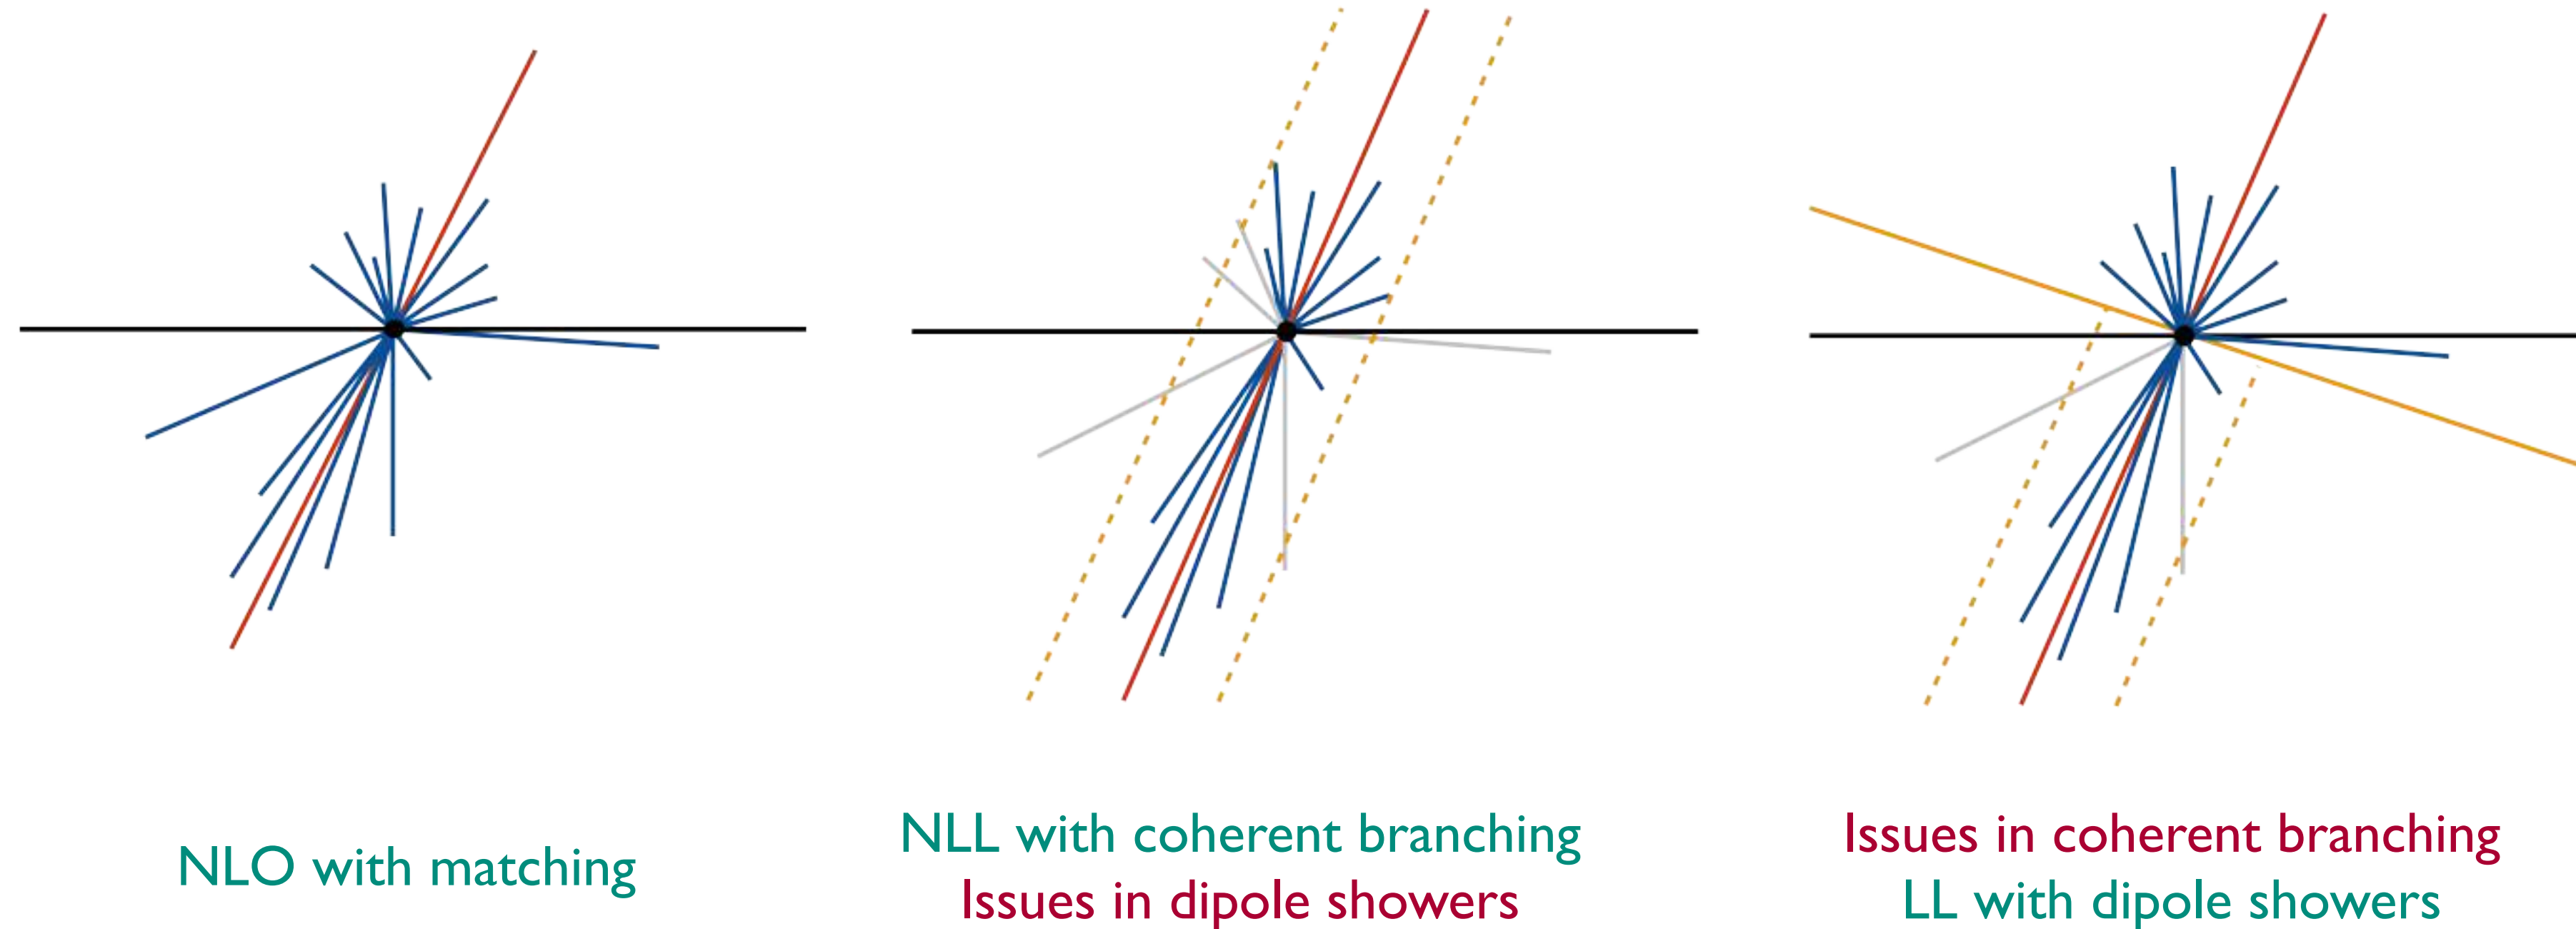 NLO with matching
NLL with coherent branching
Issues in dipole showers
Issues in coherent branching
LL with dipole showers